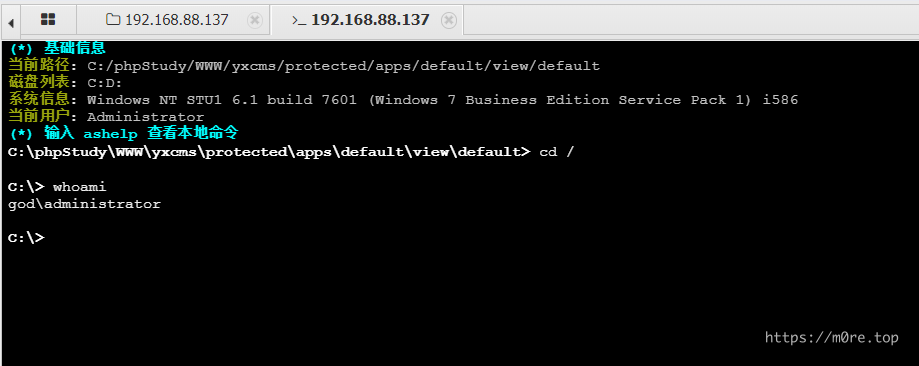 192.168.88.137
>_ 192.168.88.137
(*) 基础信息
当前路径: C:/phpStudy/WWW/yxcms/protected/apps/default/view/default
磁盘列表: C:D:
系统信息: Windows NT STU1 6.1 build 7601 (Windows 7 Business Edition Service Pack 1) i586
当前用户: Administrator
(*) 输入 ashelp 查看本地命令
C:\phpStudy\WWW\yxcms\protected\apps\default\view\default> cd /
C:\> whoami
god\administrator
C:\>
https://m0re.top